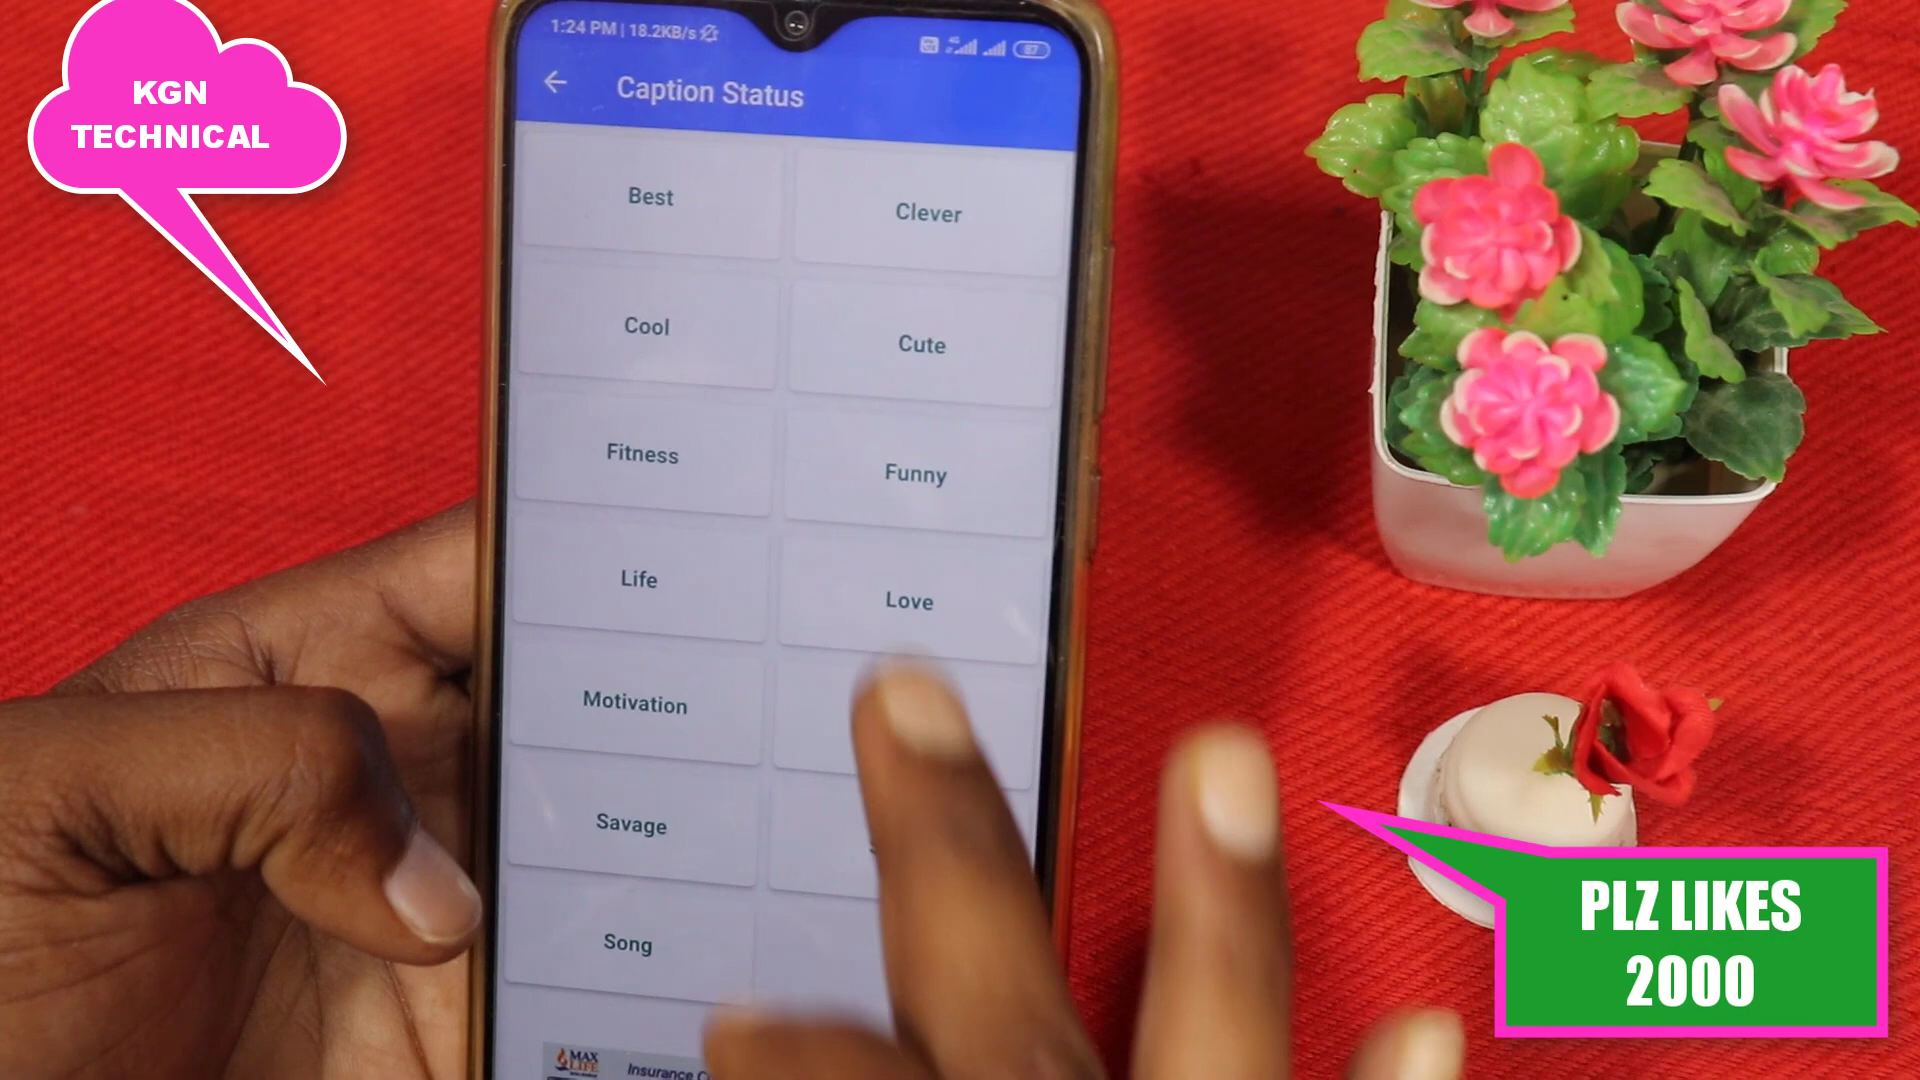 KGN
TECHNICAL
1:24 PM | 18.2KB/s
87
Caption Status
Best
Clever
Cool
Cute
Fitness
Funny
Life
Love
Motivation
Savage
Song
MAX
LIFE
Insurance
PLZ LIKES
2000